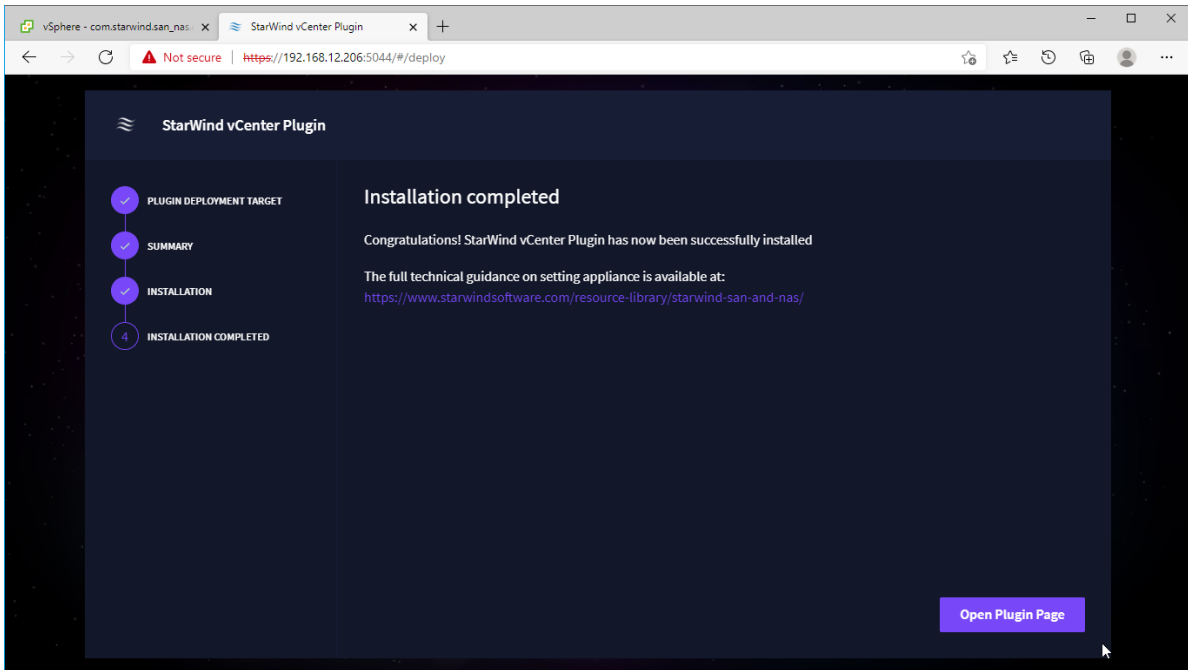 vSphere - com.starwind.san_nas.
StarWind vCenter Plugin
Not secure
https://192.168.12.206:5044/#/deploy
StarWind vCenter Plugin
PLUGIN DEPLOYMENT TARGET
SUMMARY
INSTALLATION
4 INSTALLATION COMPLETED
Installation completed
Congratulations! StarWind vCenter Plugin has now been successfully installed
The full technical guidance on setting appliance is available at:
https://www.starwindsoftware.com/resource-library/starwind-san-and-nas/
Open Plugin Page